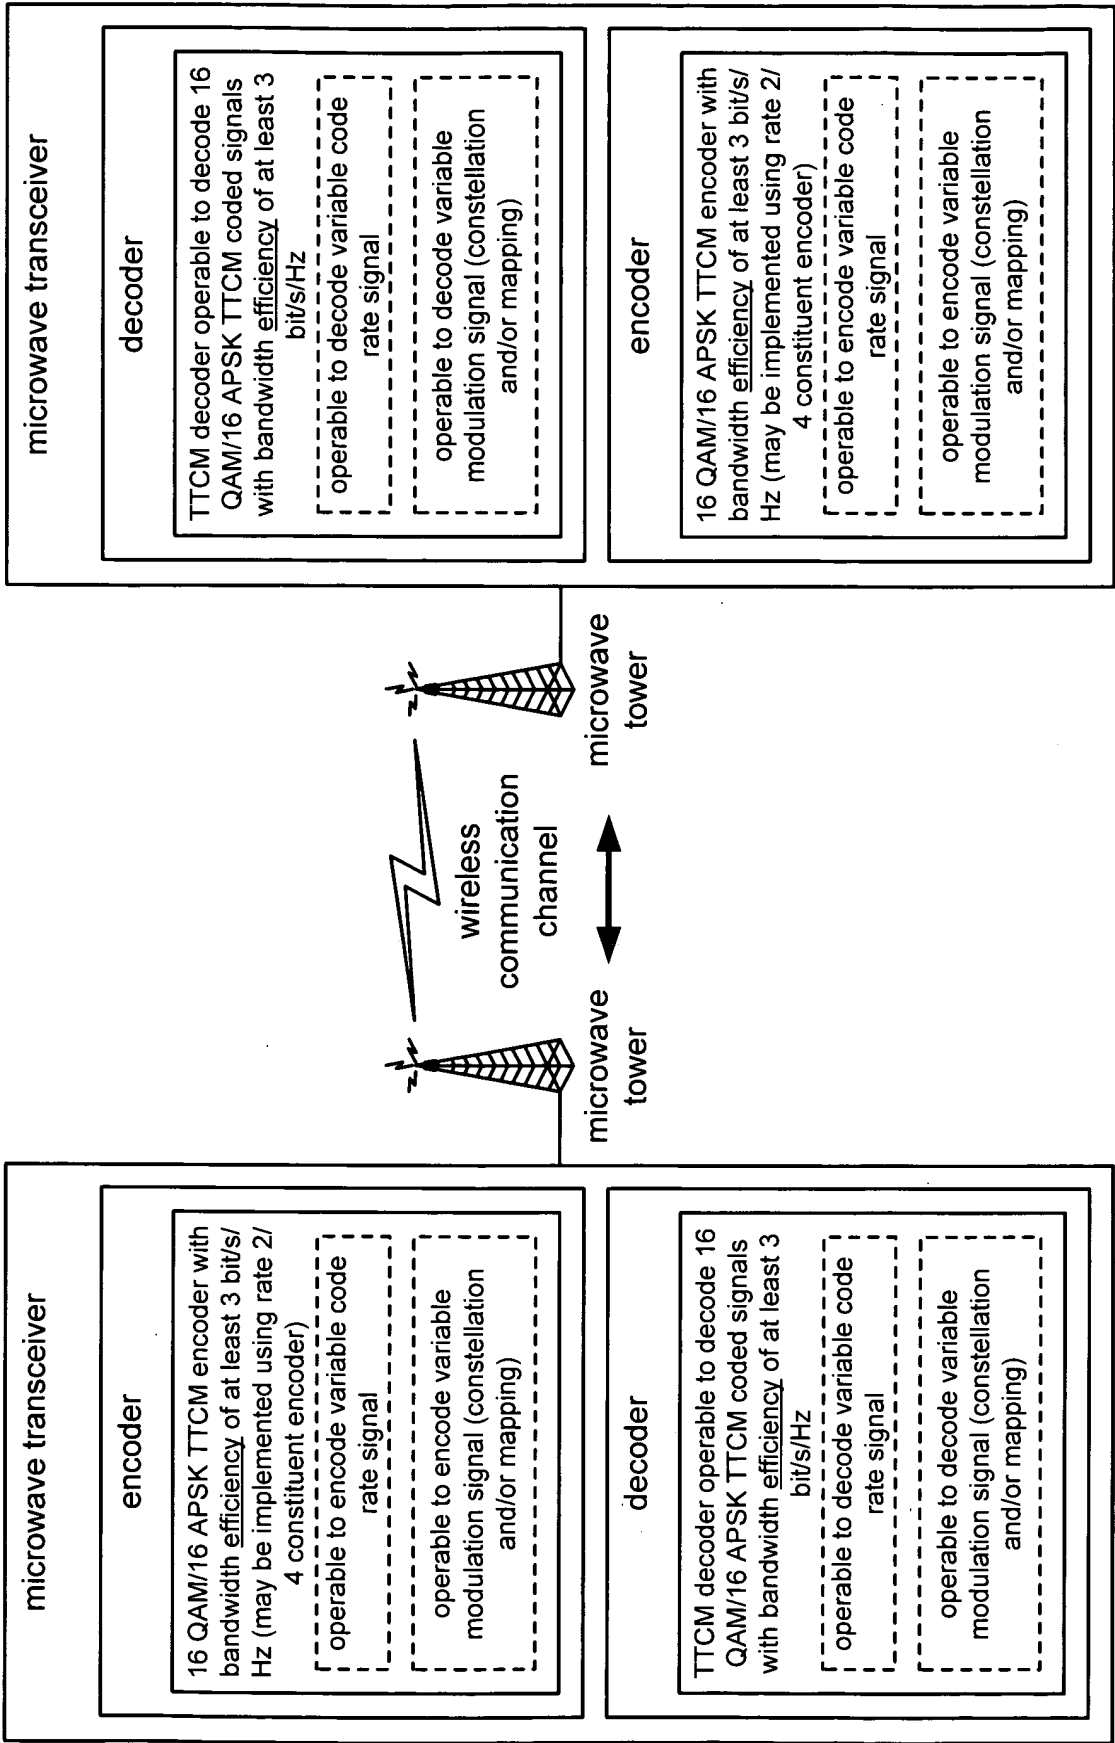 microwave transceiver
encoder
16 QAM/16 APSK TTCM encoder with
bandwidth efficiency of at least 3 bit/s/
Hz (may be implemented using rate 2/
4 constituent encoder)
operable to encode variable code
rate signal
operable to encode variable
modulation signal (constellation
and/or mapping)
decoder
TTCM decoder operable to decode 16
QAM/16 APSK TTCM coded signals
with bandwidth efficiency of at least 3
bit/s/Hz
operable to decode variable code
rate signal
operable to decode variable
modulation signal (constellation
and/or mapping)
microwave
tower
wireless
communication
channel
microwave
tower
microwave transceiver
decoder
TTCM decoder operable to decode 16
QAM/16 APSK TTCM coded signals
with bandwidth efficiency of at least 3
bit/s/Hz
operable to decode variable code
rate signal
operable to decode variable
modulation signal (constellation
and/or mapping)
encoder
16 QAM/16 APSK TTCM encoder with
bandwidth efficiency of at least 3 bit/s/
Hz (may be implemented using rate 2/
4 constituent encoder)
operable to encode variable code
rate signal
operable to encode variable
modulation signal (constellation
and/or mapping)